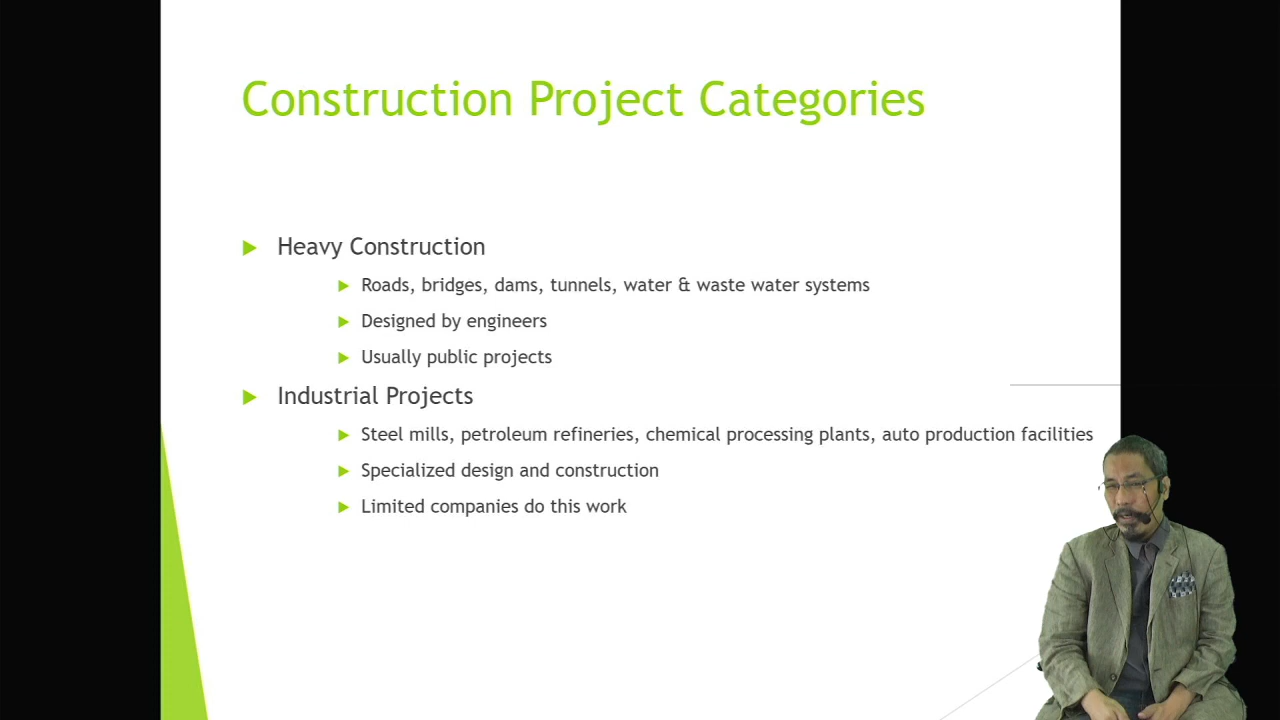 Construction Project Categories
Heavy Construction
Roads, bridges, dams, tunnels, water & waste water systems
Designed by engineers
Usually public projects
Industrial Projects
Steel mills, petroleum refineries, chemical processing plants, auto production facilities
Specialized design and construction
Limited companies do this work